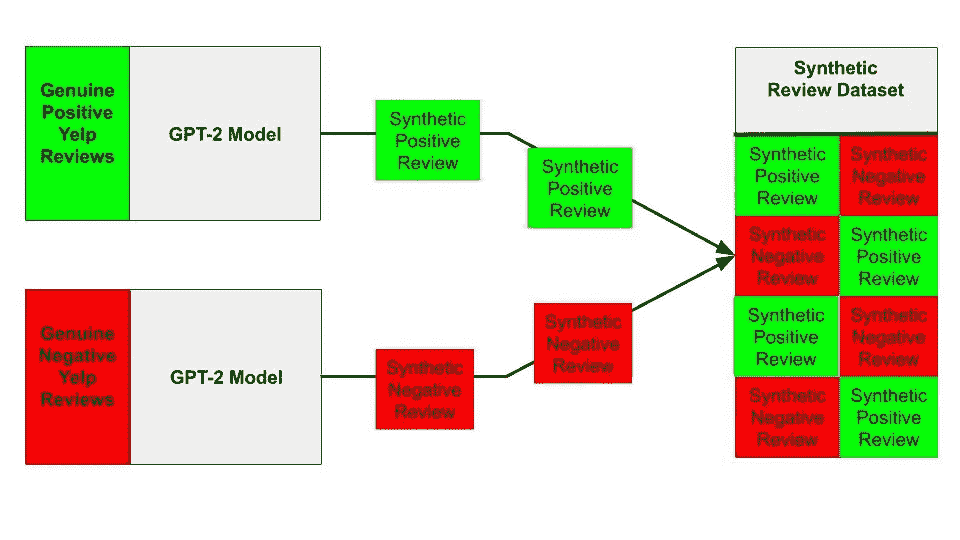 Genuine
Positive
Yelp
Reviews
GPT-2 Model
Synthetic
Positive
Review
Synthetic
Positive
Review
Genuine
Negative
Yelp
Reviews
GPT-2 Model
Synthetic
Negative
Review
Synthetic
Negative
Review
Synthetic
Review Dataset
Synthetic
Positive
Review
Synthetic
Negative
Review
Synthetic
Negative
Review
Synthetic
Positive
Review
Synthetic
Positive
Review
Synthetic
Negative
Review
Synthetic
Negative
Review
Synthetic
Positive
Review